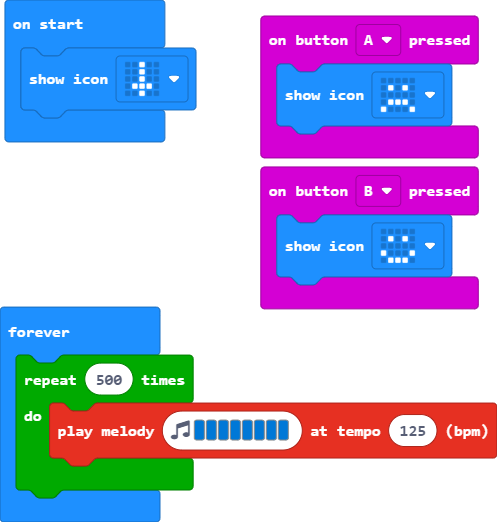 on start
show icon
on button A pressed
show icon
on button B pressed
show icon
forever
repeat 500 times
do
play melody at tempo 125 (bpm)